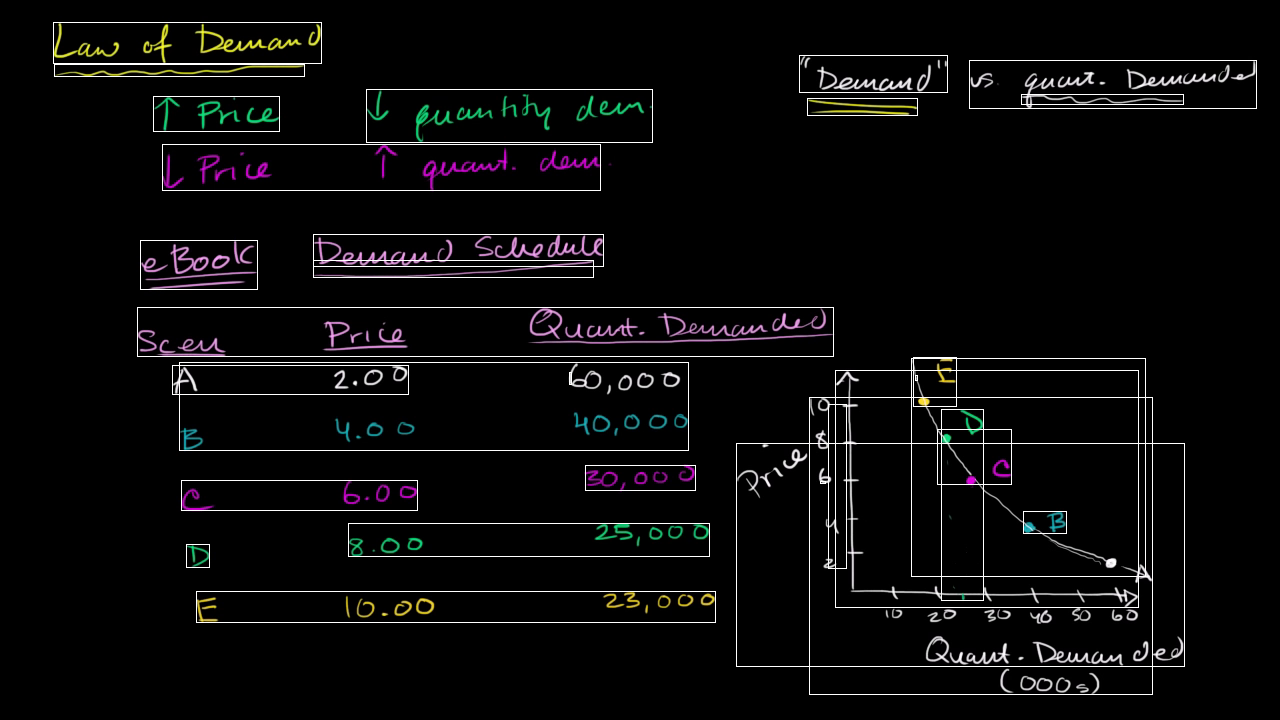 Law of Demand
"Demand" vs. quant. Demanded
↑ Price ↓ quantity dem.
↓ Price ↑ quant. dem.
eBook Demand Schedule
Scen Price Quant. Demanded
A 2.00 60,000
B 4.00 40,000
C 6.00 30,000
D 8.00 25,000
E 10.00 23,000
E
10
D
8
Price
6
C
4
B
2
A
10 20 30 40 50 60
Quant. Demanded
(000s)